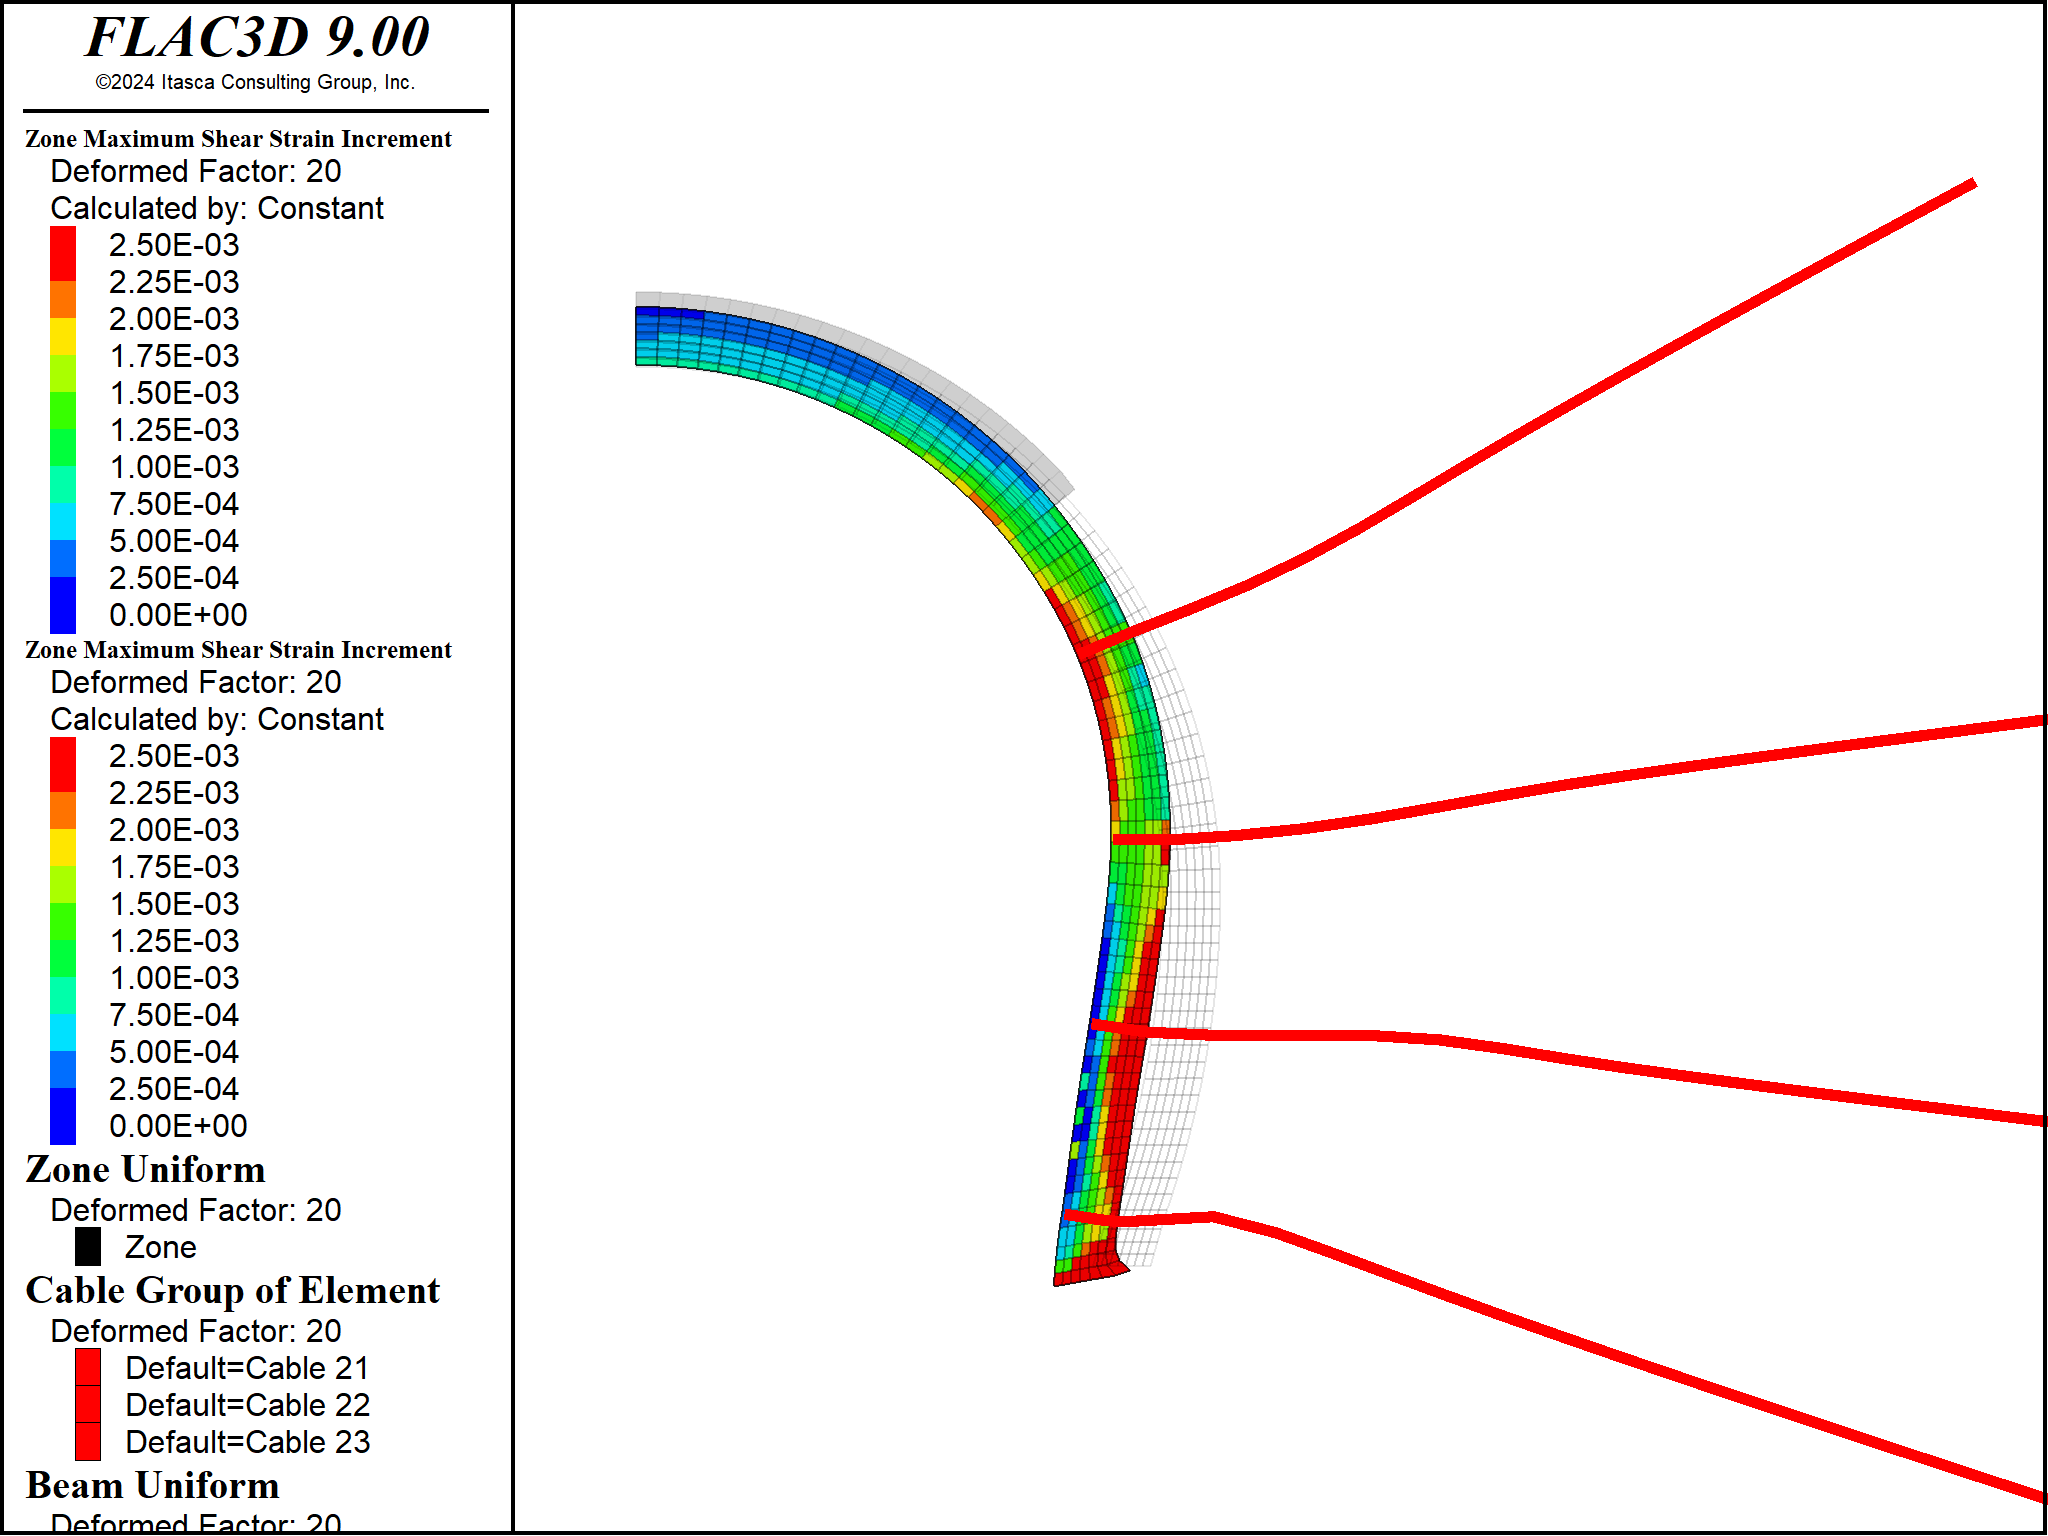 FLAC3D 9.00
©2024 Itasca Consulting Group, Inc.
Zone Maximum Shear Strain Increment
Deformed Factor: 20
Calculated by: Constant
2.50E-03
2.25E-03
2.00E-03
1.75E-03
1.50E-03
1.25E-03
1.00E-03
7.50E-04
5.00E-04
2.50E-04
0.00E+00
Zone Maximum Shear Strain Increment
Deformed Factor: 20
Calculated by: Constant
2.50E-03
2.25E-03
2.00E-03
1.75E-03
1.50E-03
1.25E-03
1.00E-03
7.50E-04
5.00E-04
2.50E-04
0.00E+00
Zone Uniform
Deformed Factor: 20
Zone
Cable Group of Element
Deformed Factor: 20
Default=Cable 21
Default=Cable 22
Default=Cable 23
Beam Uniform
Deformed Factor: 20